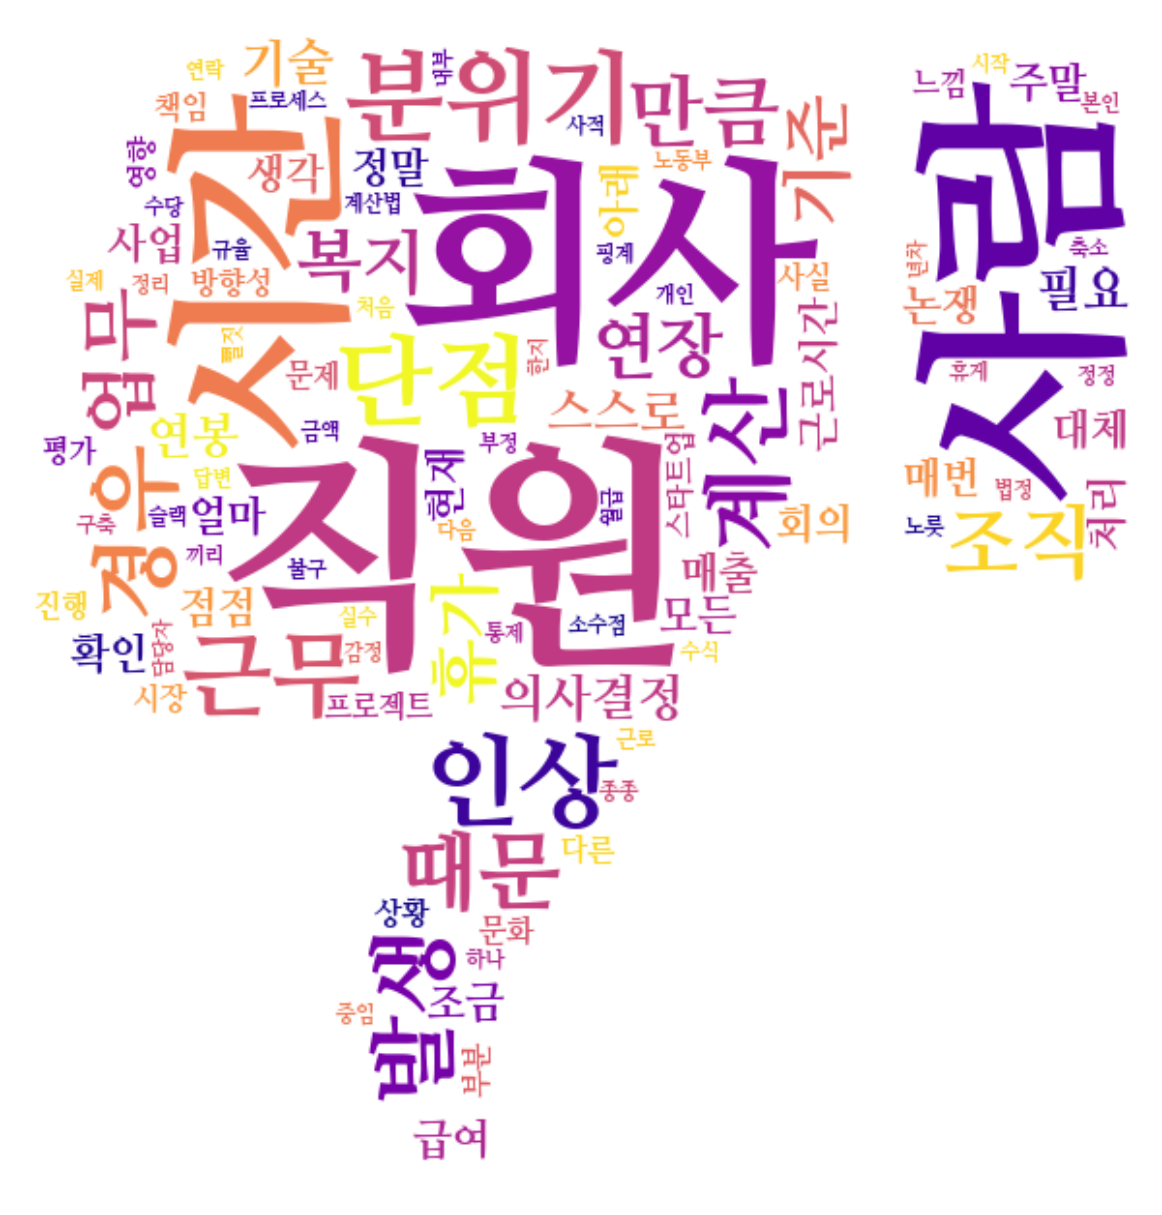 연락
기술
내부
분위기
만큼
기준
책임
프로세스
사적
시간
생각
정말
회사
아래
노동부
영향
수당
계산법
사업
규율
복지
핑계
사실
실제
정리
방향성
처음
개인
업무
뻘짓
문제
단점
한지
연장
근로시간
연봉
금액
스스로
계산
평가
답변
직원
현재
부정
월급
스타트업
경우
구축
슬랙
얼마
다음
회의
끼리
불구
매출
진행
점점
실수
휴가
통제
소수점
모든
확인
담당자
근무
감정
수식
시장
프로젝트
의사결정
인상
근로
종종
때문
다른
상황
문화
발생
하나
조금
중임
부분
급여
느낌
시작
주말
본인
사람
년차
축소
논쟁
필요
휴게
정정
대체
매번
법정
처리
노릇
조직